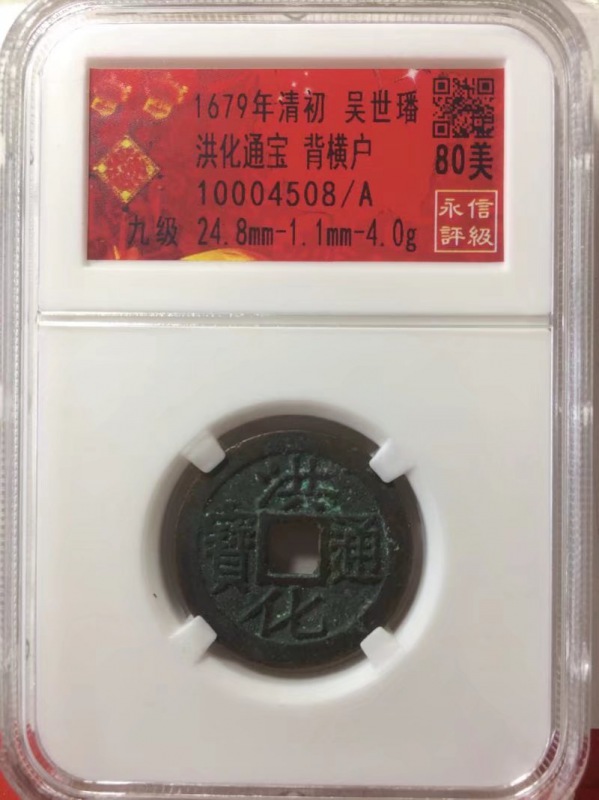 1679年清初 吴世璠
洪化通宝 背横户
80美
10004508/A
九级 24.8mm-1.1mm-4.0g
永信
評級
洪化通寶